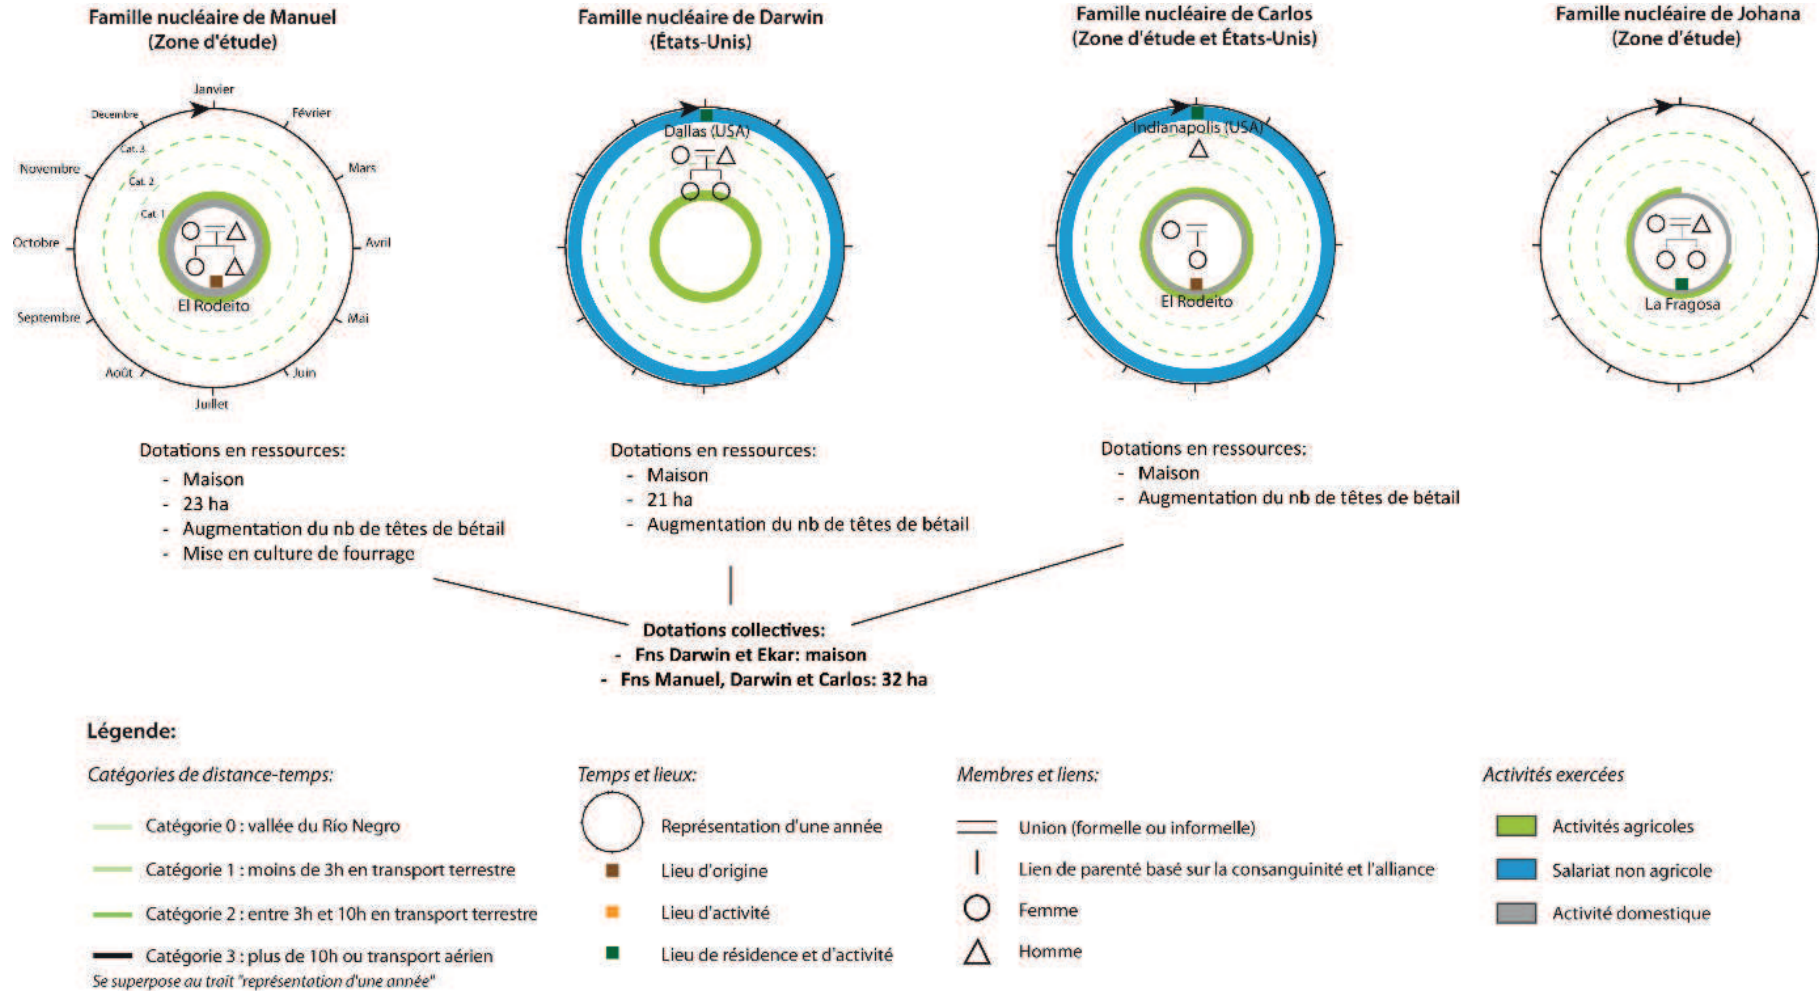 Famille nucléaire de Manuel
(Zone d'étude)
Famille nucléaire de Darwin
(États-Unis)
Famille nucléaire de Carlos
(Zone d'étude et États-Unis)
Famille nucléaire de Johana
(Zone d'étude)
Janvier
Février
Mars
Avril
Mai
Juin
Juillet
Août
Septembre
Octobre
Novembre
Decembre
Cat. 3
Cat. 2
Cat. 1
El Rodeito
Dallas (USA)
Indianapolis (USA)
El Rodeito
La Fragosa
Dotations en ressources:
- Maison
- 23 ha
- Augmentation du nb de têtes de bétail
- Mise en culture de fourrage
Dotations en ressources:
- Maison
- 21 ha
- Augmentation du nb de têtes de bétail
Dotations en ressources:
- Maison
- Augmentation du nb de têtes de bétail
Dotations collectives:
- Fns Darwin et Ekar: maison
- Fns Manuel, Darwin et Carlos: 32 ha
Légende:
Catégories de distance-temps:
Catégorie 0 : vallée du Río Negro
Catégorie 1 : moins de 3h en transport terrestre
Catégorie 2 : entre 3h et 10h en transport terrestre
Catégorie 3 : plus de 10h ou transport aérien
Se superpose au trait "représentation d'une année"
Temps et lieux:
Représentation d'une année
Lieu d'origine
Lieu d'activité
Lieu de résidence et d'activité
Membres et liens:
Union (formelle ou informelle)
Lien de parenté basé sur la consanguinité et l'alliance
Femme
Homme
Activités exercées
Activités agricoles
Salariat non agricole
Activité domestique